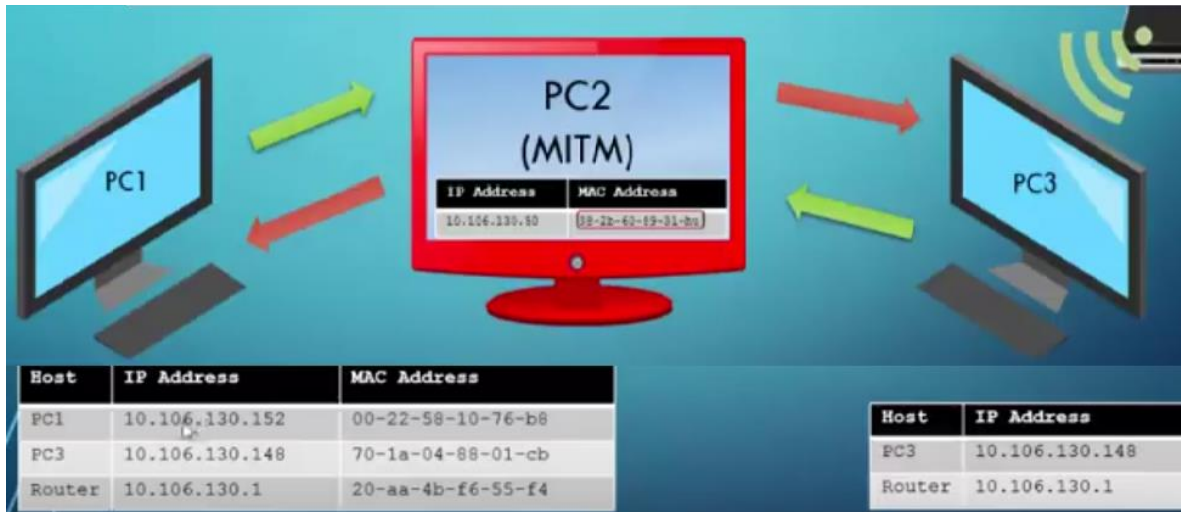 PC1
PC2
(MITM)
IP Address MAC Address
10.106.130.50
PC3
Host IP Address MAC Address
PC1 10.106.130.152 00-22-58-10-76-b8
PC3 10.106.130.148 70-1a-04-88-01-cb
Router 10.106.130.1 20-aa-4b-f6-55-f4
Host IP Address
PC3 10.106.130.148
Router 10.106.130.1